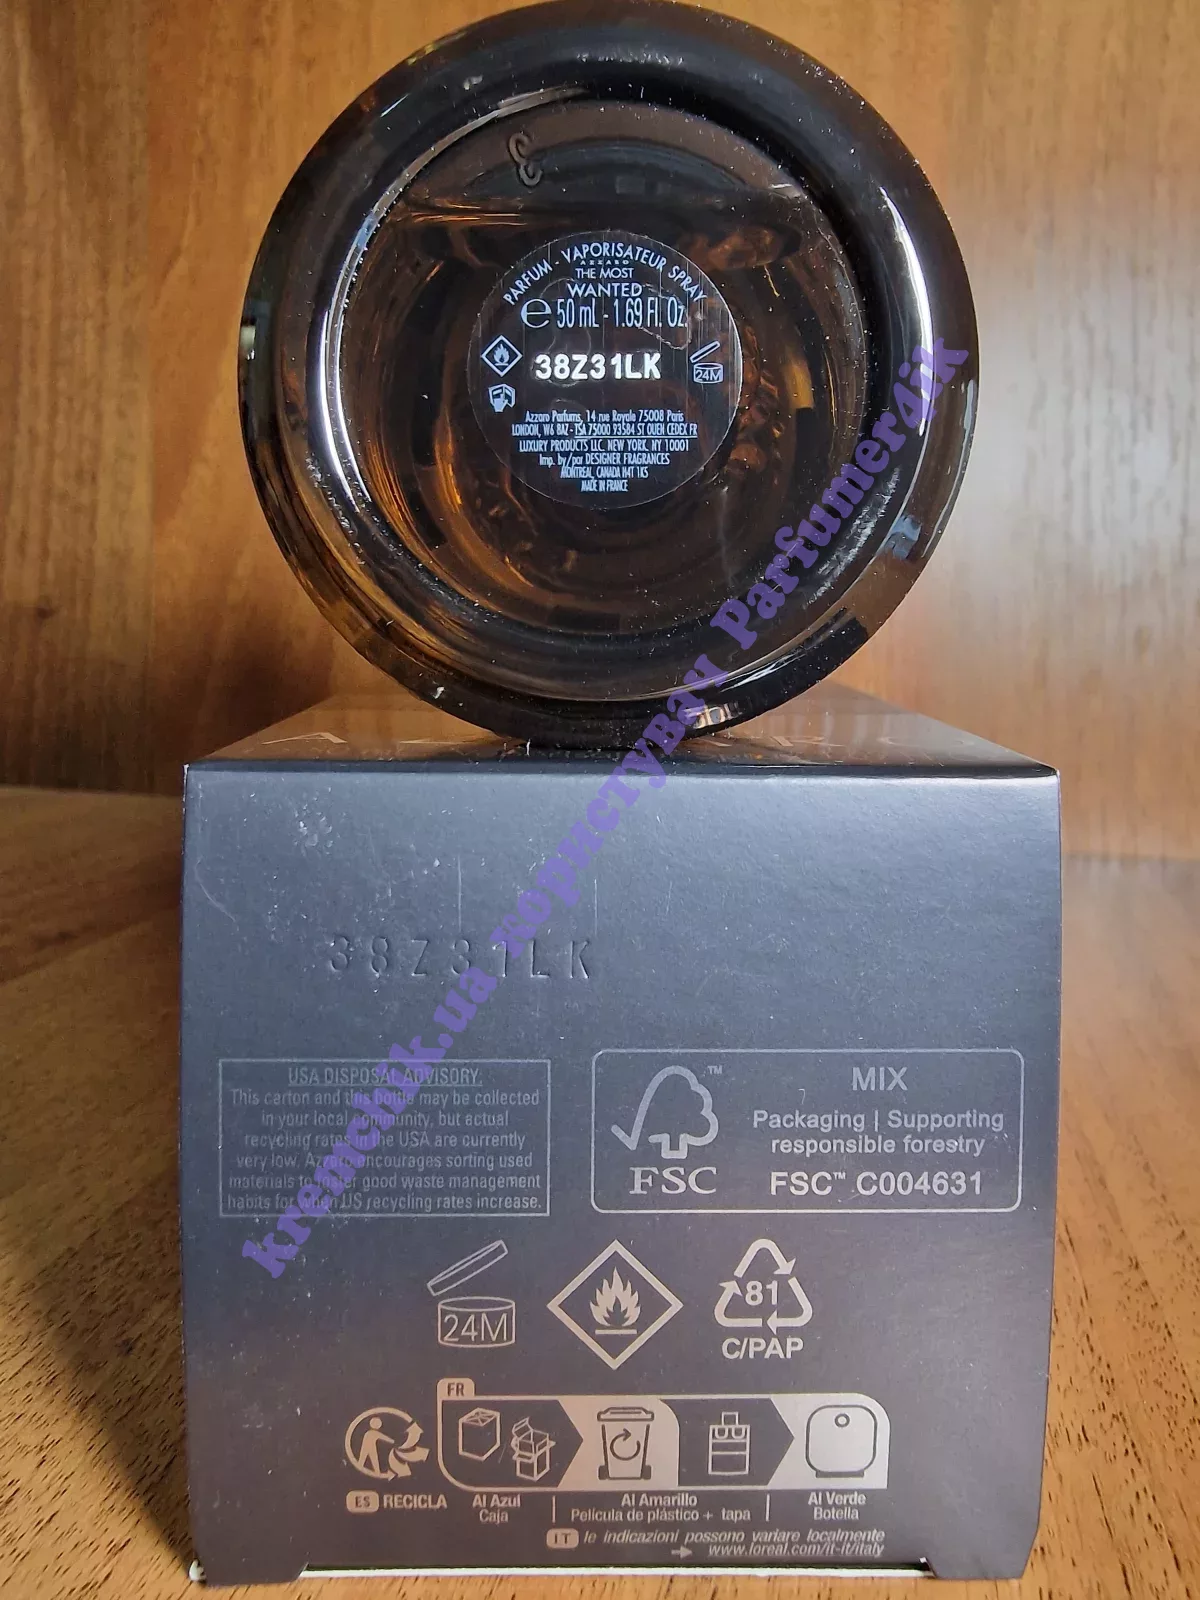 PARFUM - VAPORISATEUR SPRAY
AZZARO
THE MOST
WANTED
e 50 mL - 1.69 Fl. Oz.
38Z31LK
24M
Azzaro Parfums, 14 rue Royale 75008 Paris
LONDON, W6 8AZ - TSA 75000 93584 ST OUEN CEDEX FR
LUXURY PRODUCTS LLC. NEW YORK, NY 10001
Imp. by/par DESIGNER FRAGRANCES
MONTREAL, CANADA H4T 1K5
MADE IN FRANCE
38Z31LK
USA DISPOSAL ADVISORY:
This carton and this bottle may be collected
in your local community, but actual
recycling rates in the USA are currently
very low. Azzaro encourages sorting used
materials to foster good waste management
habits for when US recycling rates increase.
FSC
MIX
Packaging | Supporting
responsible forestry
FSC™ C004631
24M
81
C/PAP
FR
ES RECICLA
Al Azul
Caja
Al Amarillo
Película de plástico + tapa
Al Verde
Botella
IT le indicazioni possono variare localmente
www.loreal.com/it-it/italy
kremchik.ua користувач Parfumer4ik